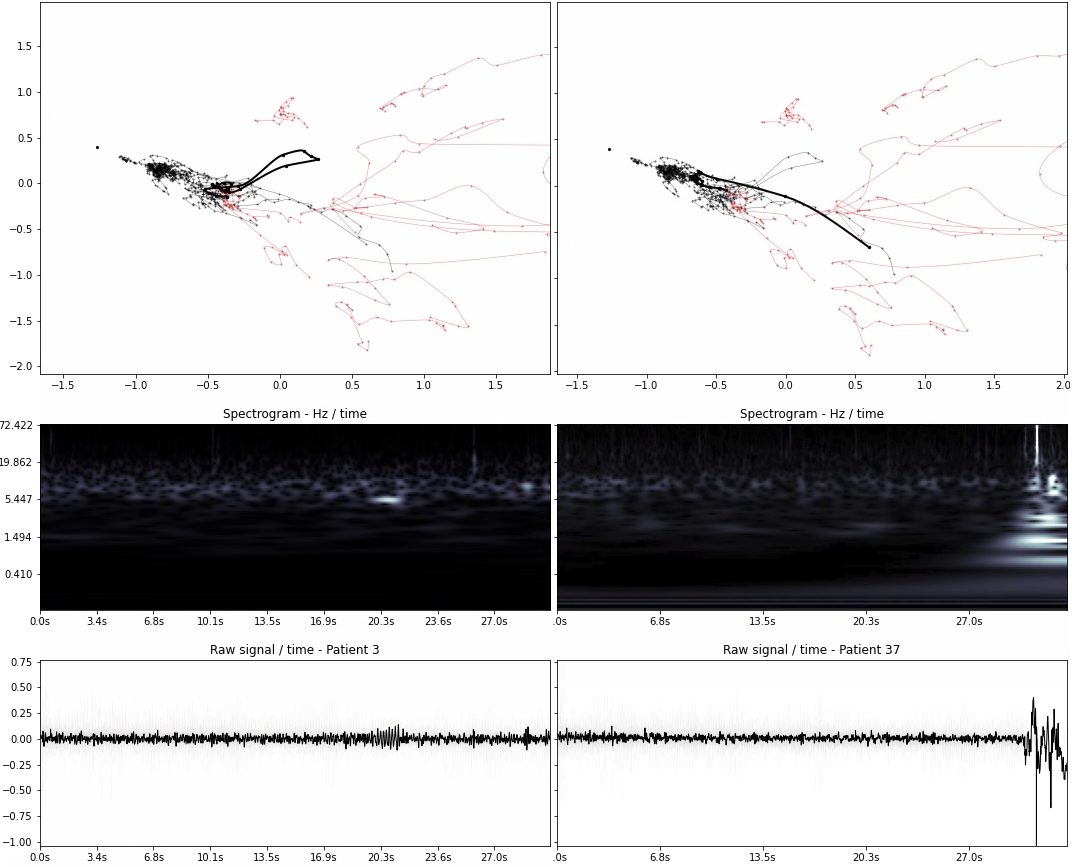 1.5
1.0
0.5
0.0
−0.5
−1.0
−1.5
−2.0
−1.5 −1.0 −0.5 0.0 0.5 1.0 1.5
−1.5 −1.0 −0.5 0.0 0.5 1.0 1.5 2.0
Spectrogram - Hz / time
Spectrogram - Hz / time
72.422
19.862
5.447
1.494
0.410
0.0s 3.4s 6.8s 10.1s 13.5s 16.9s 20.3s 23.6s 27.0s
.0s 6.8s 13.5s 20.3s 27.0s
Raw signal / time - Patient 3
Raw signal / time - Patient 37
0.75
0.50
0.25
0.00
−0.25
−0.50
−0.75
−1.00
0.0s 3.4s 6.8s 10.1s 13.5s 16.9s 20.3s 23.6s 27.0s
.0s 6.8s 13.5s 20.3s 27.0s